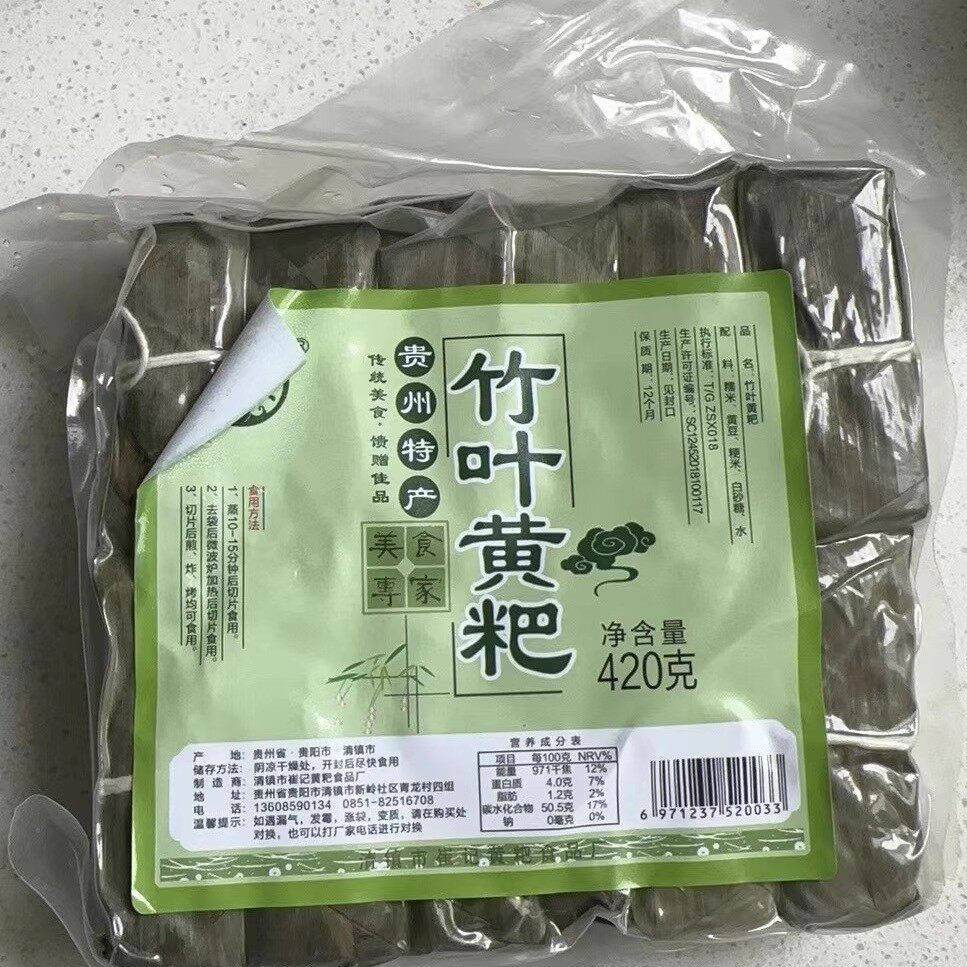 品 名：竹叶黄粑
配 料：糯米、黄豆、粳米、白砂糖、水
执行标准：T/G ZSX018
生产许可证编号：SC12452018100117
生产日期：见封口
保 质 期：12个月
竹叶黄粑
贵州特产
传统美食·馈赠佳品
美食
专家
食用方法
1、蒸10-15分钟后切片食用。
2、去袋后微波炉加热后切片食用。
3、切片后煎、炸、烤均可食用。
净含量
420克
产 地：贵州省·贵阳市·清镇市
储存方法：阴凉干燥处，开封后尽快食用
制 造 商：清镇市崔记黄粑食品厂
地 址：贵州省贵阳市清镇市新岭社区青龙村四组
电 话：13608590134 0851-82516708
温馨提示：如遇漏气，发霉，涨袋，变质，请在购买处
对换，也可以打厂家电话进行对换
营养成分表
项目 每100克 NRV%
能量 971千焦 12%
蛋白质 4.0克 7%
脂肪 1.2克 2%
碳水化合物 50.5克 17%
钠 0毫克 0%
6 971237 520033
清镇市崔记黄粑食品厂